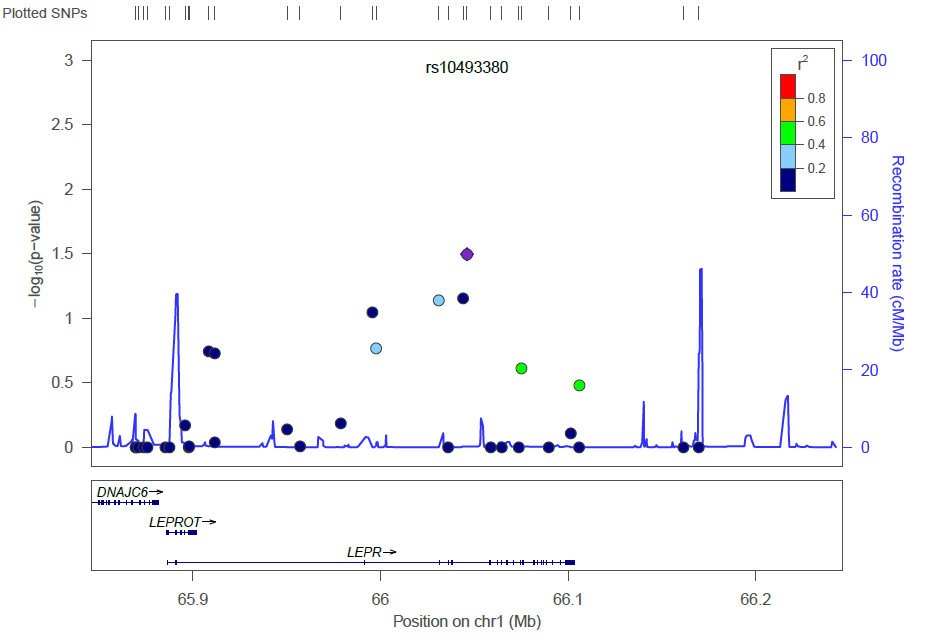 Plotted SNPs
rs10493380
r2
0.8
0.6
0.4
0.2
3
2.5
2
1.5
1
0.5
0
−log10(p−value)
100
80
60
40
20
0
Recombination rate (cM/Mb)
DNAJC6→
LEPROT→
LEPR→
65.9 66 66.1 66.2
Position on chr1 (Mb)